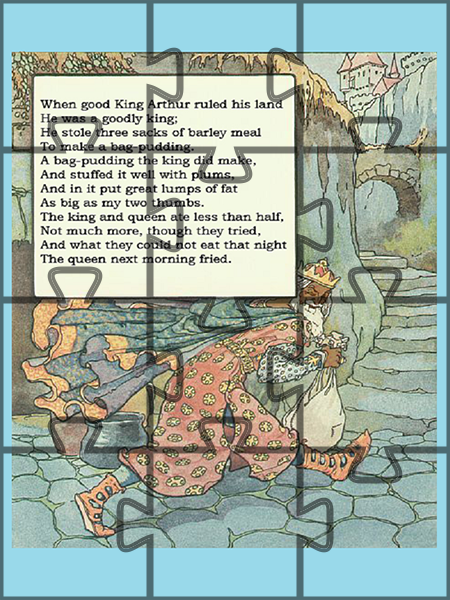 When good King Arthur ruled his land
He was a goodly king;
He stole three sacks of barley meal
To make a bag-pudding.
A bag-pudding the king did make,
And stuffed it well with plums,
And in it put great lumps of fat
As big as my two thumbs.
The king and queen ate less than half,
Not much more, though they tried,
And what they could not eat that night
The queen next morning fried.